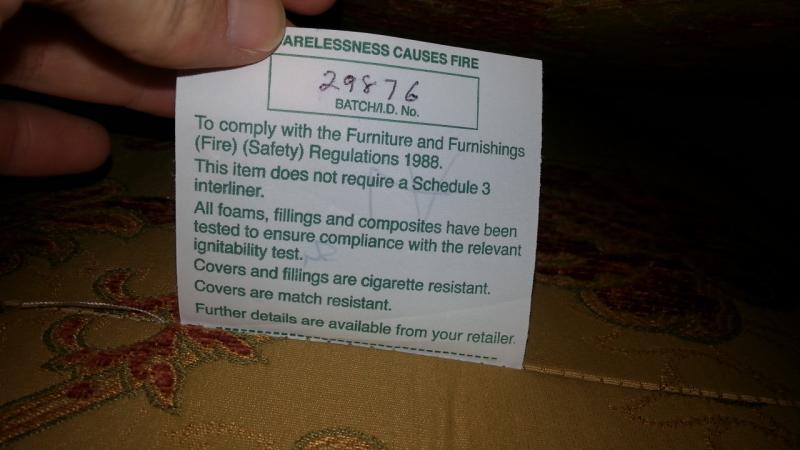 ARELESSNESS CAUSES FIRE
29876
BATCH/I.D. No.
To comply with the Furniture and Furnishings
(Fire) (Safety) Regulations 1988.
This item does not require a Schedule 3
interliner.
All foams, fillings and composites have been
tested to ensure compliance with the relevant
ignitability test.
Covers and fillings are cigarette resistant.
Covers are match resistant.
Further details are available from your retailer.